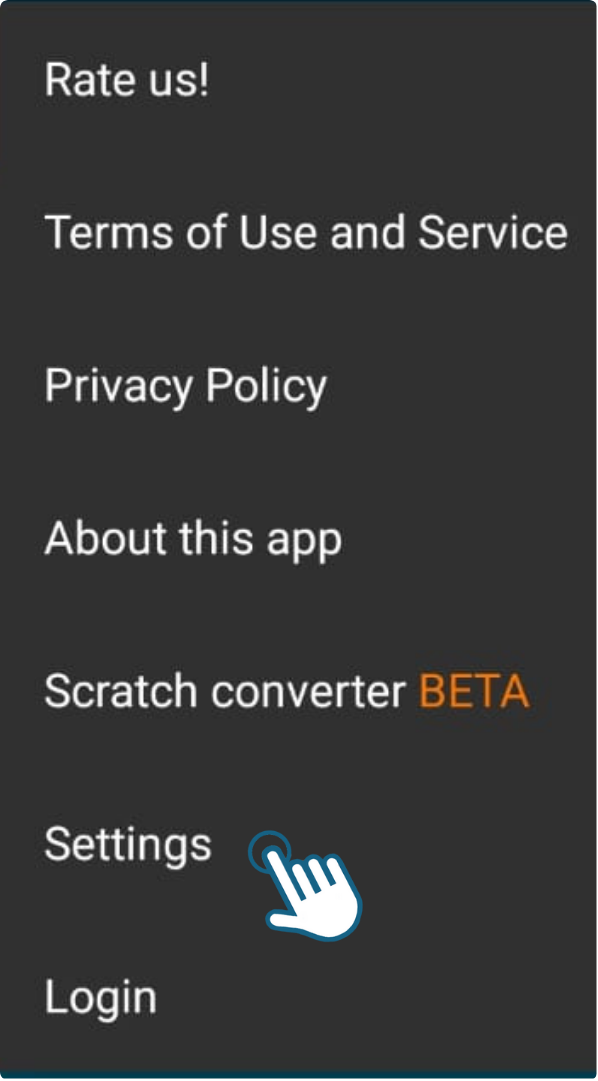 Rate us!
Terms of Use and Service
Privacy Policy
About this app
Scratch converter BETA
Settings
Login